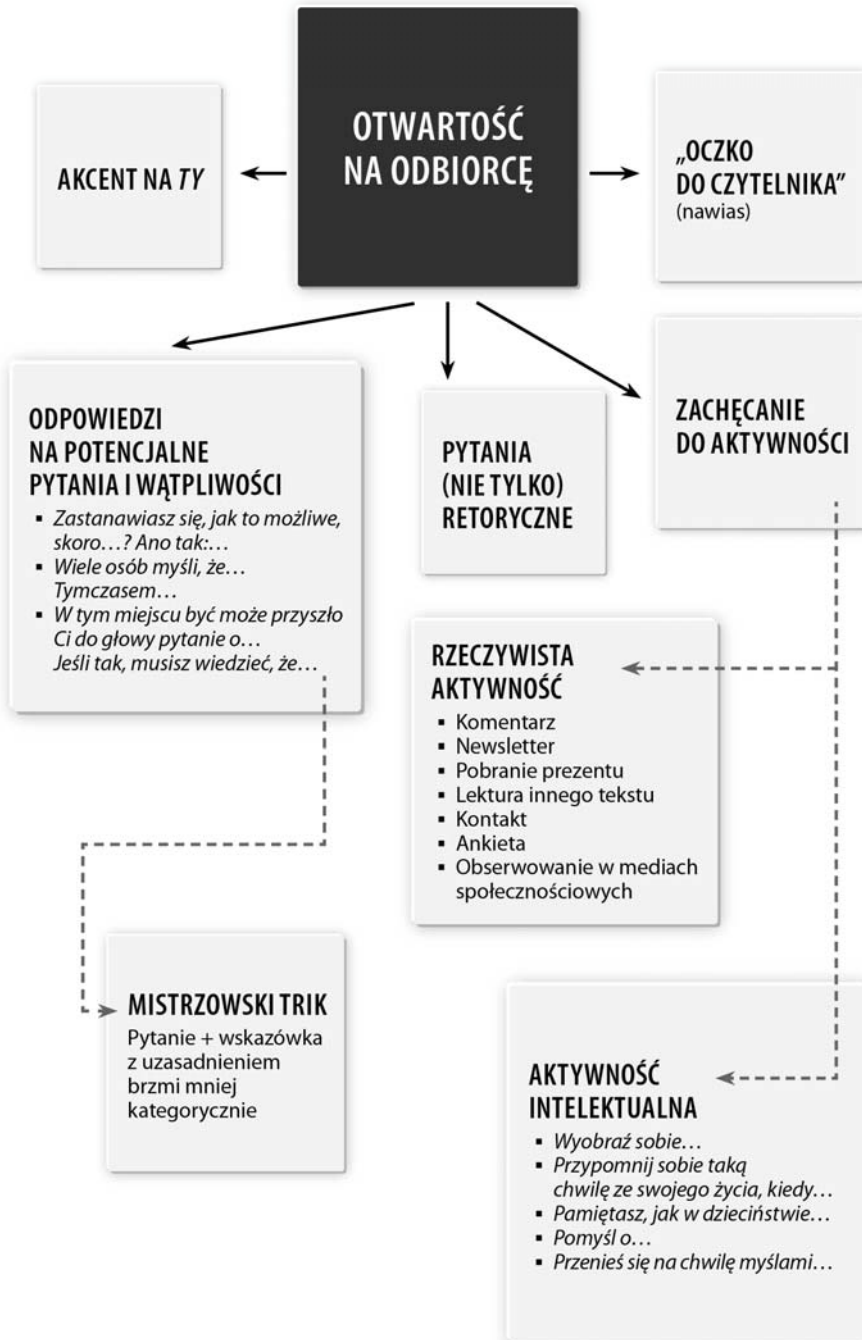 OTWARTOŚĆ
NA ODBIORCĘ
AKCENT NA TY
„OCZKO
DO CZYTELNIKA”
(nawias)
ODPOWIEDZI
NA POTENCJALNE
PYTANIA I WĄTPLIWOŚCI
▪ Zastanawiasz się, jak to możliwe,
skoro…? Ano tak:…
▪ Wiele osób myśli, że…
Tymczasem…
▪ W tym miejscu być może przyszło
Ci do głowy pytanie o…
Jeśli tak, musisz wiedzieć, że…
PYTANIA
(NIE TYLKO)
RETORYCZNE
ZACHĘCANIE
DO AKTYWNOŚCI
RZECZYWISTA
AKTYWNOŚĆ
▪ Komentarz
▪ Newsletter
▪ Pobranie prezentu
▪ Lektura innego tekstu
▪ Kontakt
▪ Ankieta
▪ Obserwowanie w mediach
społecznościowych
MISTRZOWSKI TRIK
Pytanie + wskazówka
z uzasadnieniem
brzmi mniej
kategorycznie
AKTYWNOŚĆ
INTELEKTUALNA
▪ Wyobraź sobie…
▪ Przypomnij sobie taką
chwilę ze swojego życia, kiedy…
▪ Pamiętasz, jak w dzieciństwie…
▪ Pomyśl o…
▪ Przenieś się na chwilę myślami…